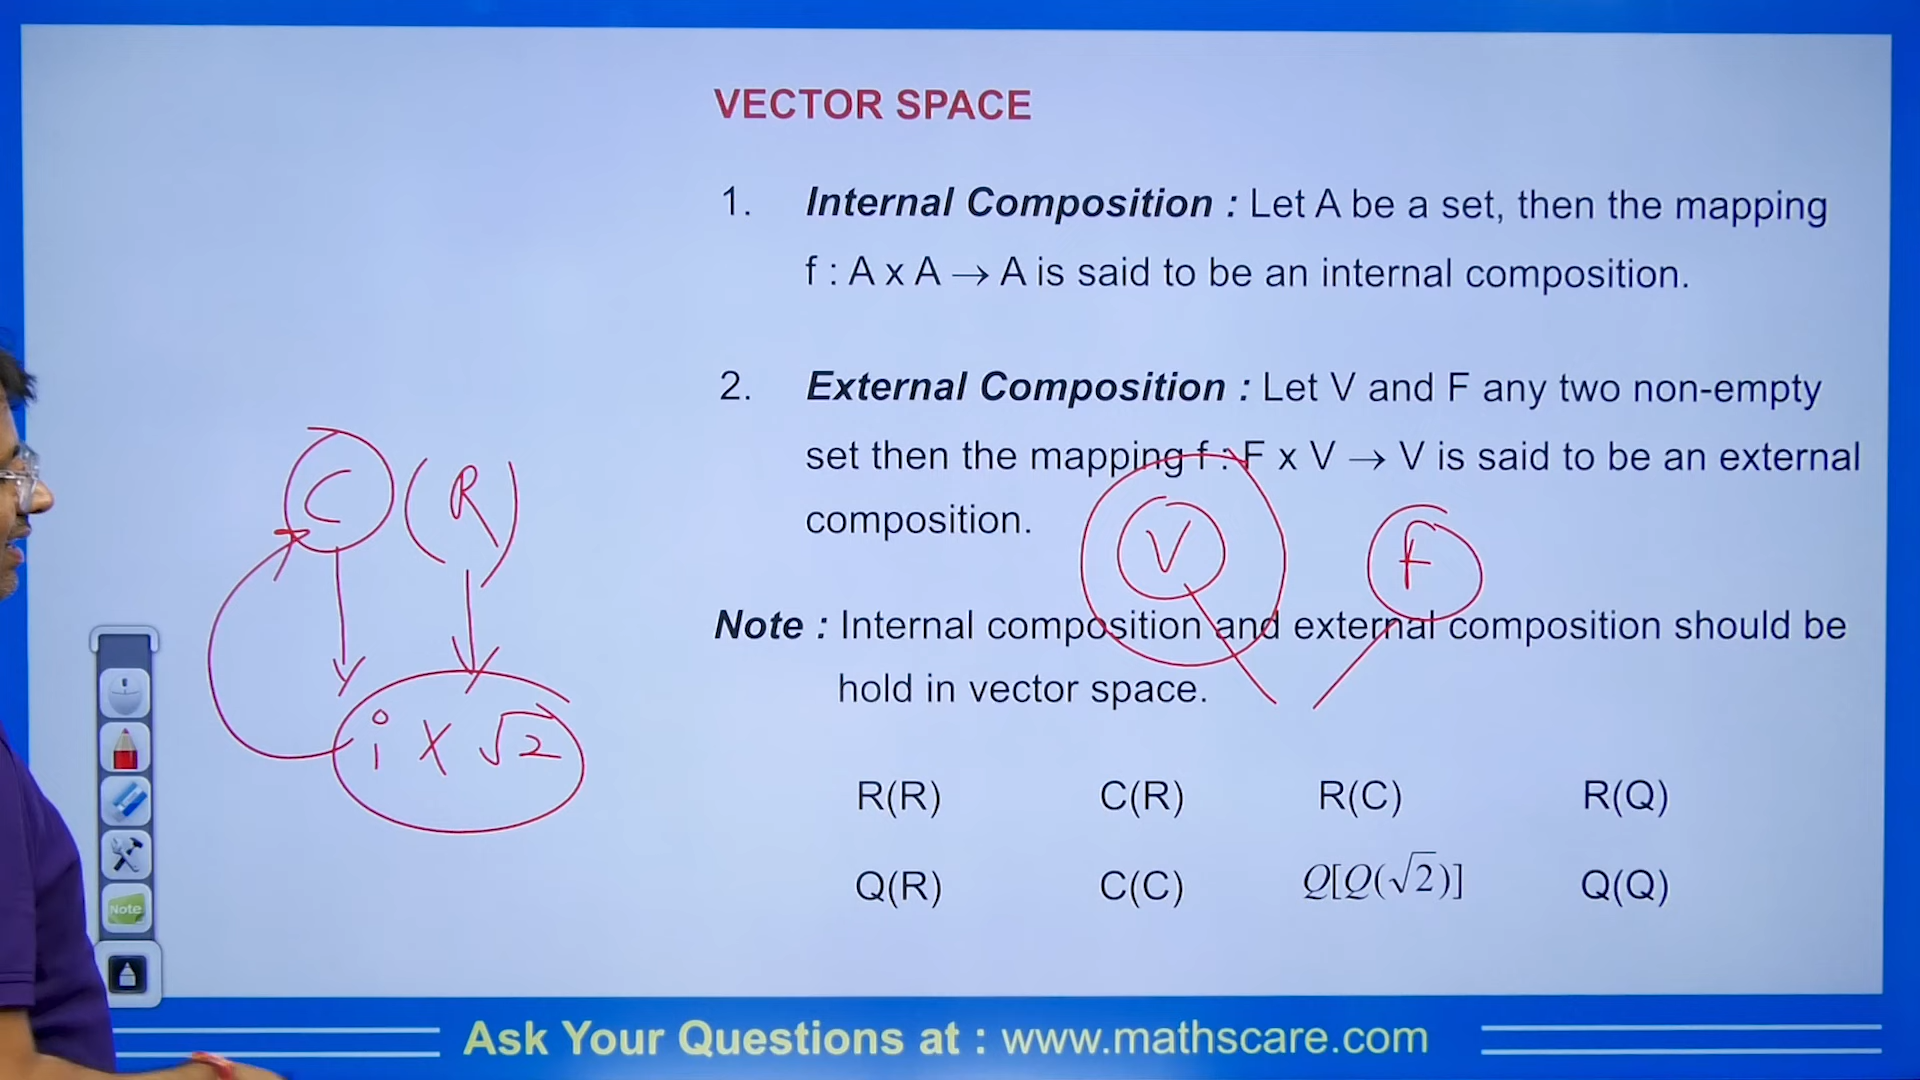 VECTOR SPACE
1. Internal Composition : Let A be a set, then the mapping
f : A x A → A is said to be an internal composition.
2. External Composition : Let V and F any two non-empty
set then the mapping f : F x V → V is said to be an external
composition.
V F
C (R)
Note : Internal composition and external composition should be
hold in vector space.
i X √2
R(R) C(R) R(C) R(Q)
Q(R) C(C) Q[Q(√2)] Q(Q)
Note
Ask Your Questions at : www.mathscare.com